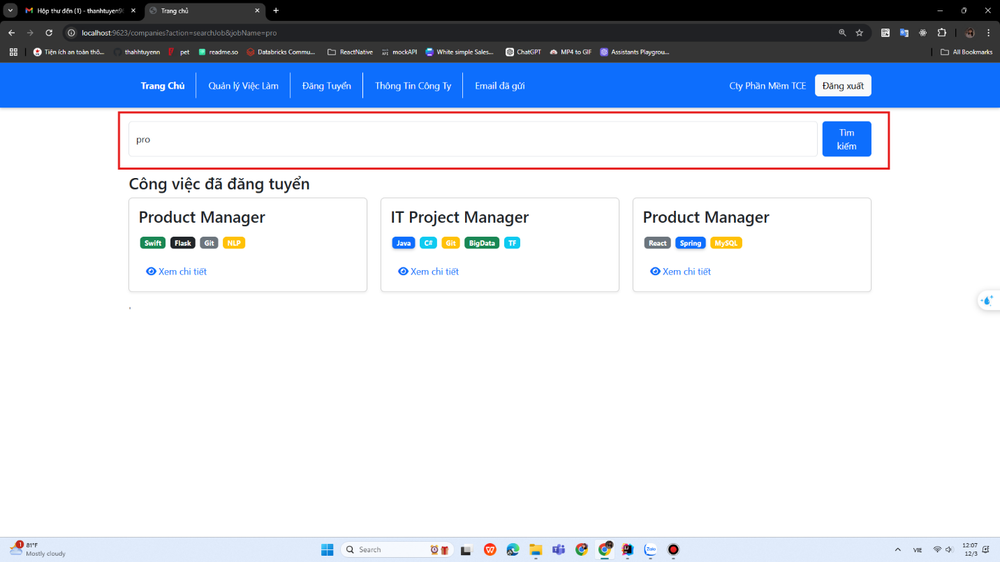 Hộp thư đến (1) - thanhtuyen96
Trang chủ
localhost:9623/companies?action=searchJob&jobName=pro
Tiện ích an toàn thô...
thahhtuyenn
pet
readme.so
Databricks Commu...
ReactNative
mockAPI
White simple Sales...
ChatGPT
MP4 to GIF
Assistants Playgrou...
All Bookmarks
Trang Chủ
Quản lý Việc Làm
Đăng Tuyển
Thông Tin Công Ty
Email đã gửi
Cty Phần Mềm TCE
Đăng xuất
pro
Tìm
kiếm
Công việc đã đăng tuyển
Product Manager
Swift Flask Git NLP
Xem chi tiết
IT Project Manager
Java C# Git BigData TF
Xem chi tiết
Product Manager
React Spring MySQL
Xem chi tiết
,
1
81°F
Mostly cloudy
Search
Zalo
VIE
12:07
12/3